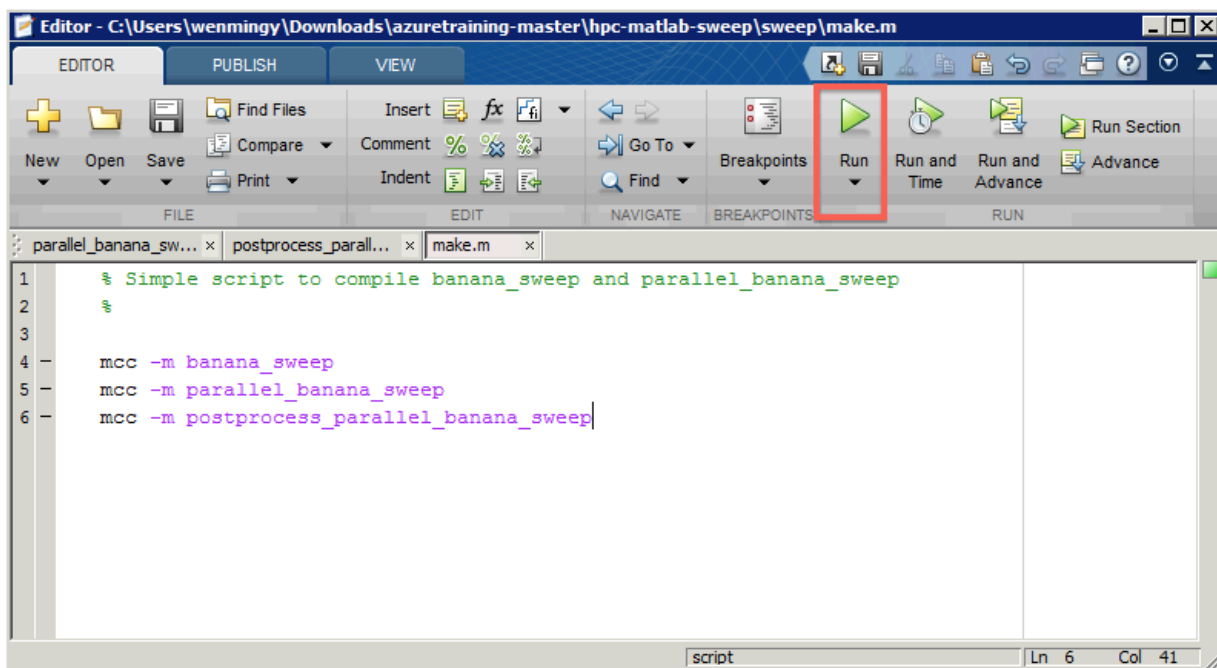 Editor - C:\Users\wenmingy\Downloads\azuretraining-master\hpc-matlab-sweep\sweep\make.m
EDITOR PUBLISH VIEW
New Open Save
Find Files
Compare
Print
FILE
Insert fx fi
Comment % % %
Indent
EDIT
Go To
Find
NAVIGATE
Breakpoints
BREAKPOINTS
Run
Run and Time
Run and Advance
Run Section
Advance
RUN
parallel_banana_sw... × postprocess_parall... × make.m ×
1 % Simple script to compile banana_sweep and parallel_banana_sweep
2 %
3
4 – mcc -m banana_sweep
5 – mcc -m parallel_banana_sweep
6 – mcc -m postprocess_parallel_banana_sweep
script Ln 6 Col 41